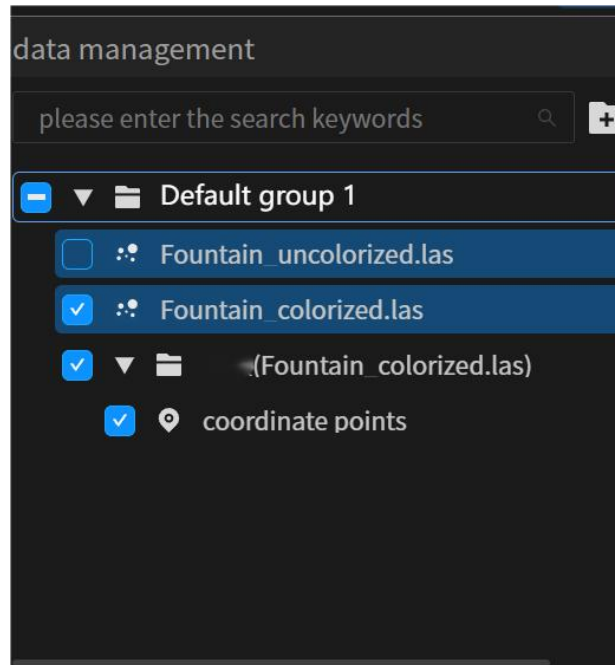 data management
please enter the search keywords
Default group 1
Fountain_uncolorized.las
Fountain_colorized.las
(Fountain_colorized.las)
coordinate points